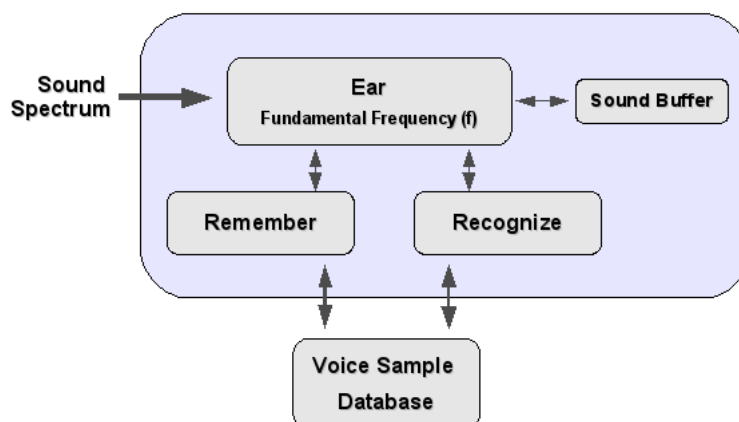 Sound
Spectrum
Ear
Fundamental Frequency (f)
Sound Buffer
Remember
Recognize
Voice Sample
Database